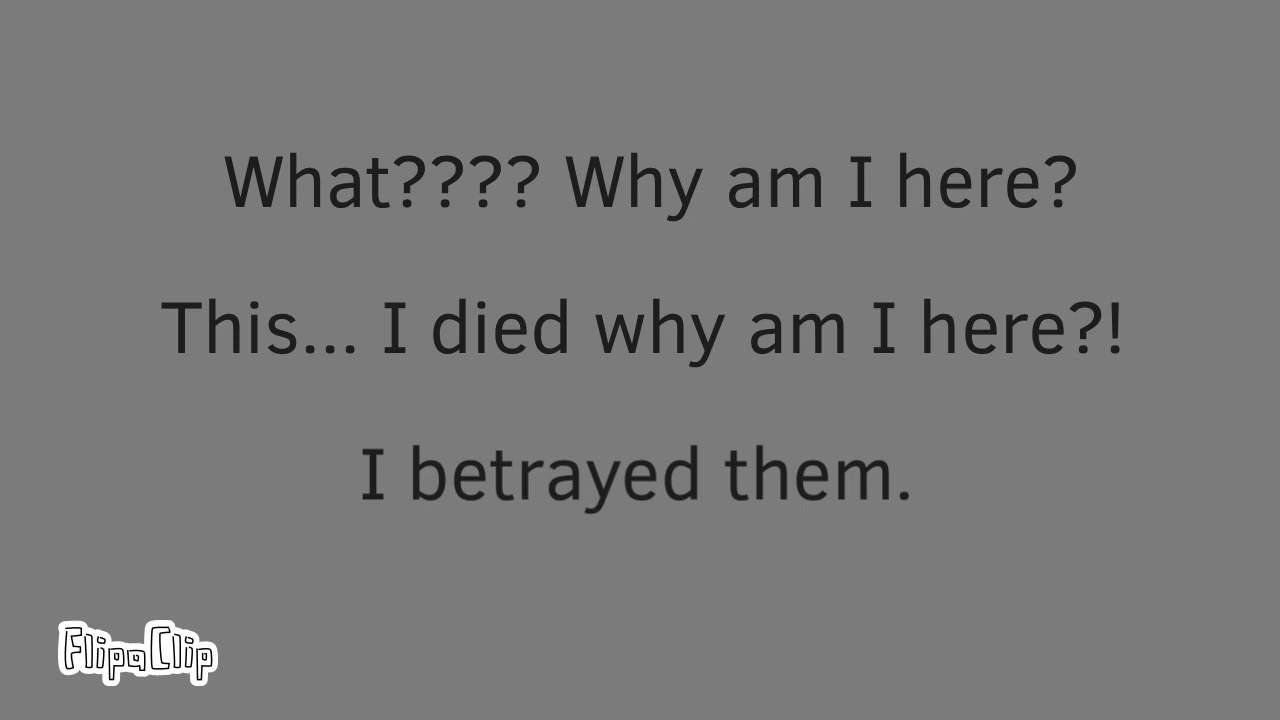 What???? Why am I here?
This... I died why am I here?!
I betrayed them.
FlipaClip